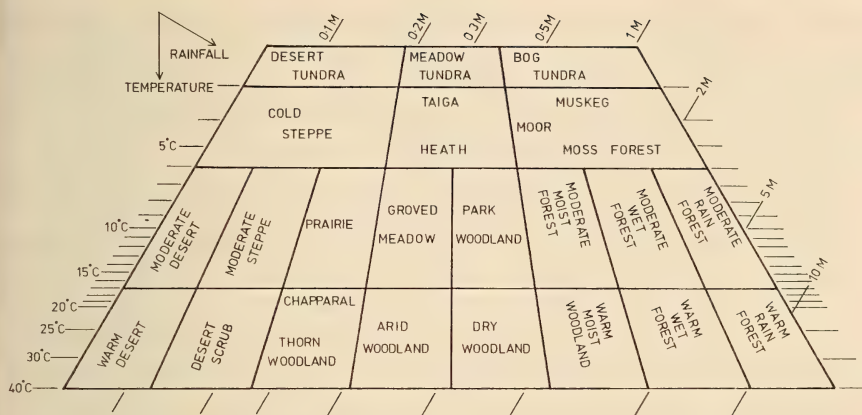 0·1M
0·2M
0·3M
0·5M
1M
RAINFALL
TEMPERATURE
DESERT
TUNDRA
MEADOW
TUNDRA
BOG
TUNDRA
2M
COLD
STEPPE
TAIGA
HEATH
MUSKEG
MOOR
MOSS FOREST
5°C
5M
10°C
15°C
MODERATE
DESERT
MODERATE
STEPPE
PRAIRIE
GROVED
MEADOW
PARK
WOODLAND
MODERATE
MOIST
FOREST
MODERATE
WET
FOREST
MODERATE
RAIN
FOREST
10M
20°C
25°C
30°C
40°C
WARM
DESERT
DESERT
SCRUB
CHAPPARAL
THORN
WOODLAND
ARID
WOODLAND
DRY
WOODLAND
WARM
MOIST
WOODLAND
WARM
WET
FOREST
WARM
RAIN
FOREST